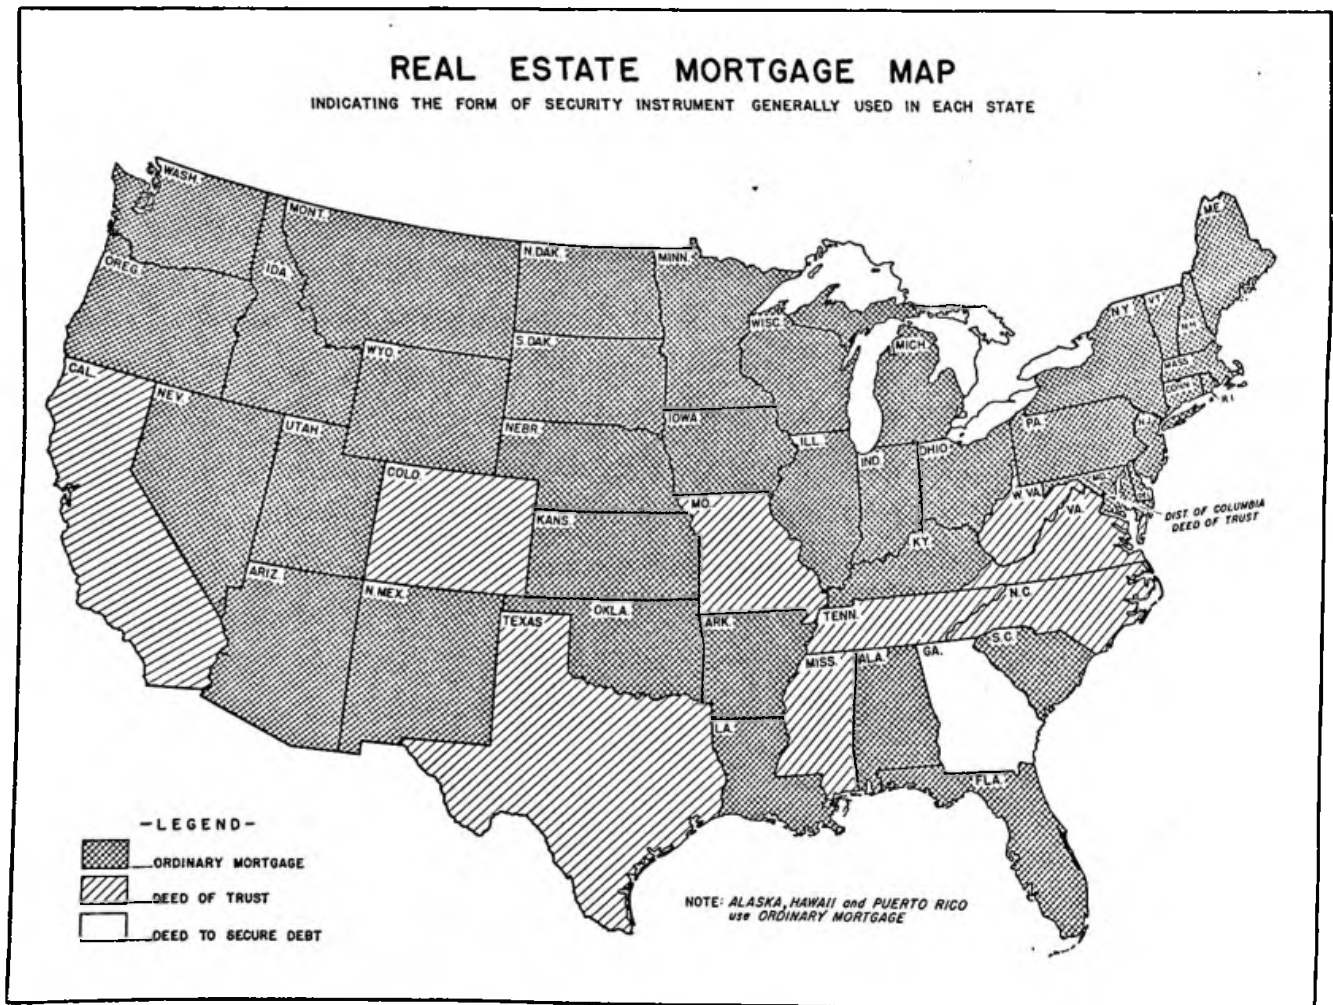 REAL ESTATE MORTGAGE MAP
INDICATING THE FORM OF SECURITY INSTRUMENT GENERALLY USED IN EACH STATE
WASH.
MONT.
N.DAK.
MINN.
ME.
OREG.
IDA.
WISC.
MICH.
N.Y.
VT.
N.H.
MASS.
CONN.
R.I.
S.DAK.
WYO.
CAL.
NEV.
UTAH
NEBR.
IOWA
ILL.
IND.
OHIO
PA.
N.J.
COLO.
KANS.
MO.
KY.
W.VA.
VA.
MD.
DEL.
DIST. OF COLUMBIA
DEED OF TRUST
ARIZ.
N.MEX.
TEXAS
OKLA.
ARK.
TENN.
N.C.
S.C.
MISS.
ALA.
GA.
LA.
FLA.
-LEGEND-
ORDINARY MORTGAGE
DEED OF TRUST
DEED TO SECURE DEBT
NOTE: ALASKA, HAWAII and PUERTO RICO
use ORDINARY MORTGAGE